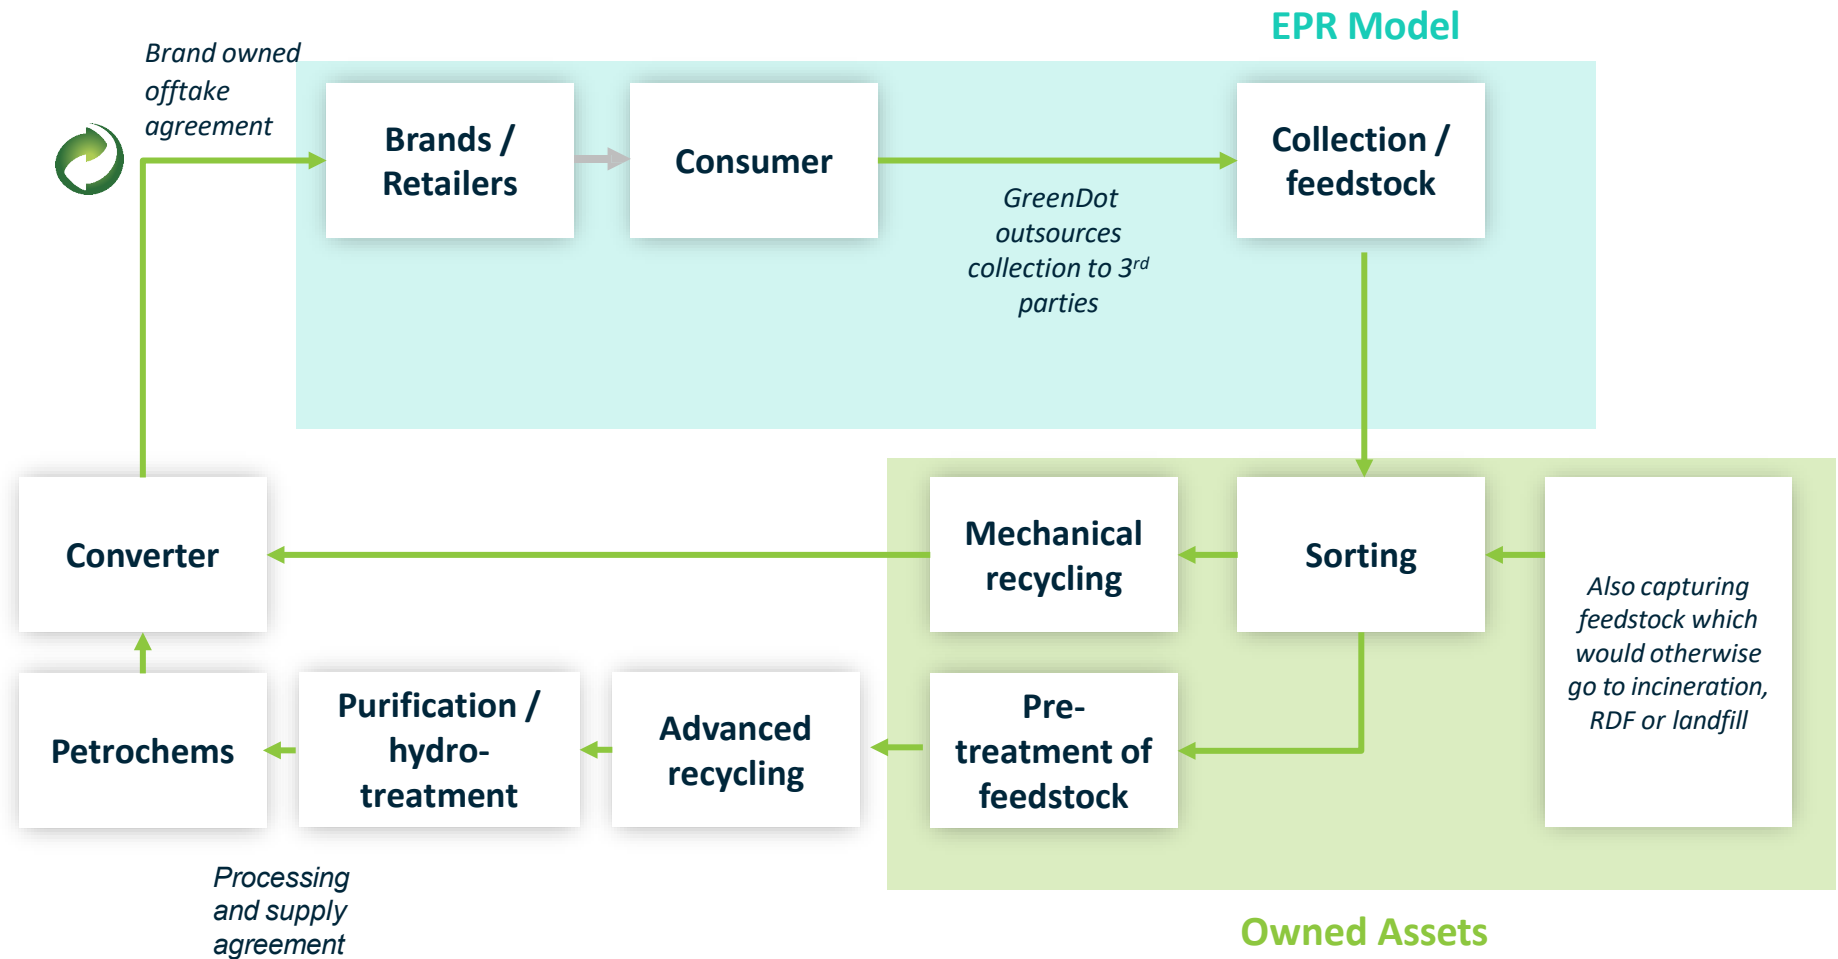 EPR Model
Brand owned
offtake
agreement
Brands /
Retailers
Consumer
Collection /
feedstock
GreenDot
outsources
collection to 3rd
parties
Converter
Mechanical
recycling
Sorting
Also capturing
feedstock which
would otherwise
go to incineration,
RDF or landfill
Petrochems
Purification /
hydro-
treatment
Advanced
recycling
Pre-
treatment of
feedstock
Processing
and supply
agreement
Owned Assets